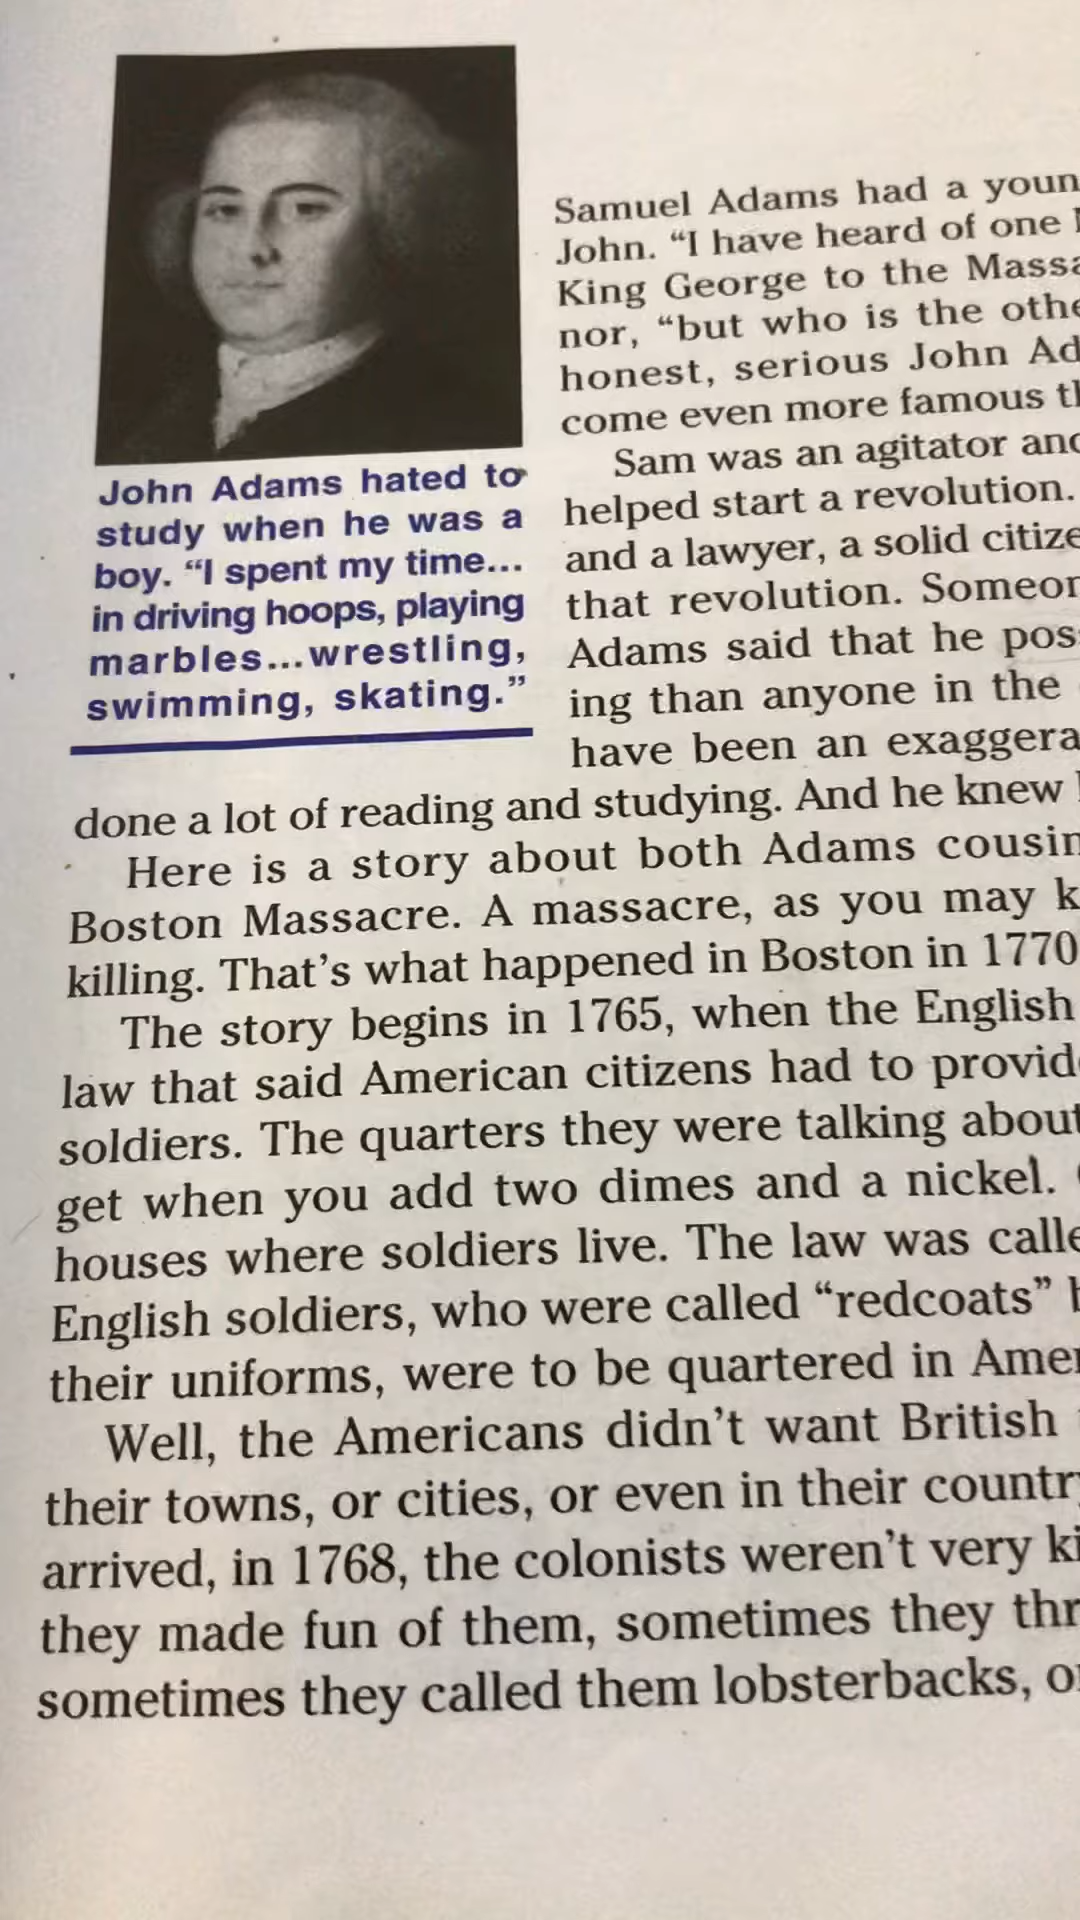 John Adams hated to
study when he was a
boy. “I spent my time...
in driving hoops, playing
marbles...wrestling,
swimming, skating.”
Samuel Adams had a youn
John. “I have heard of one
King George to the Massa
nor, “but who is the othe
honest, serious John Ad
come even more famous th
Sam was an agitator and
helped start a revolution.
and a lawyer, a solid citize
that revolution. Someon
Adams said that he pos
ing than anyone in the
have been an exaggera
done a lot of reading and studying. And he knew
Here is a story about both Adams cousin
Boston Massacre. A massacre, as you may k
killing. That’s what happened in Boston in 1770
The story begins in 1765, when the English
law that said American citizens had to provid
soldiers. The quarters they were talking about
get when you add two dimes and a nickel.
houses where soldiers live. The law was calle
English soldiers, who were called “redcoats” b
their uniforms, were to be quartered in Amer
Well, the Americans didn’t want British
their towns, or cities, or even in their country
arrived, in 1768, the colonists weren’t very ki
they made fun of them, sometimes they thr
sometimes they called them lobsterbacks, or